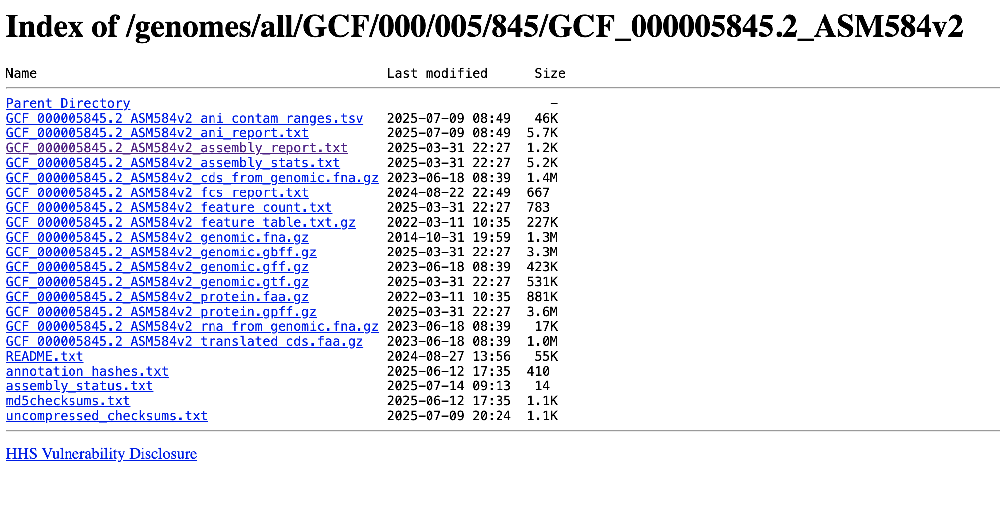 Index of /genomes/all/GCF/000/005/845/GCF_000005845.2_ASM584v2
Name Last modified Size
Parent Directory -
GCF_000005845.2_ASM584v2_ani_contam_ranges.tsv 2025-07-09 08:49 46K
GCF_000005845.2_ASM584v2_ani_report.txt 2025-07-09 08:49 5.7K
GCF_000005845.2_ASM584v2_assembly_report.txt 2025-03-31 22:27 1.2K
GCF_000005845.2_ASM584v2_assembly_stats.txt 2025-03-31 22:27 5.2K
GCF_000005845.2_ASM584v2_cds_from_genomic.fna.gz 2023-06-18 08:39 1.4M
GCF_000005845.2_ASM584v2_fcs_report.txt 2024-08-22 22:49 667
GCF_000005845.2_ASM584v2_feature_count.txt 2025-03-31 22:27 783
GCF_000005845.2_ASM584v2_feature_table.txt.gz 2022-03-11 10:35 227K
GCF_000005845.2_ASM584v2_genomic.fna.gz 2014-10-31 19:59 1.3M
GCF_000005845.2_ASM584v2_genomic.gbff.gz 2025-03-31 22:27 3.3M
GCF_000005845.2_ASM584v2_genomic.gff.gz 2023-06-18 08:39 423K
GCF_000005845.2_ASM584v2_genomic.gtf.gz 2025-03-31 22:27 531K
GCF_000005845.2_ASM584v2_protein.faa.gz 2022-03-11 10:35 881K
GCF_000005845.2_ASM584v2_protein.gpff.gz 2025-03-31 22:27 3.6M
GCF_000005845.2_ASM584v2_rna_from_genomic.fna.gz 2023-06-18 08:39 17K
GCF_000005845.2_ASM584v2_translated_cds.faa.gz 2023-06-18 08:39 1.0M
README.txt 2024-08-27 13:56 55K
annotation_hashes.txt 2025-06-12 17:35 410
assembly_status.txt 2025-07-14 09:13 14
md5checksums.txt 2025-06-12 17:35 1.1K
uncompressed_checksums.txt 2025-07-09 20:24 1.1K
HHS Vulnerability Disclosure